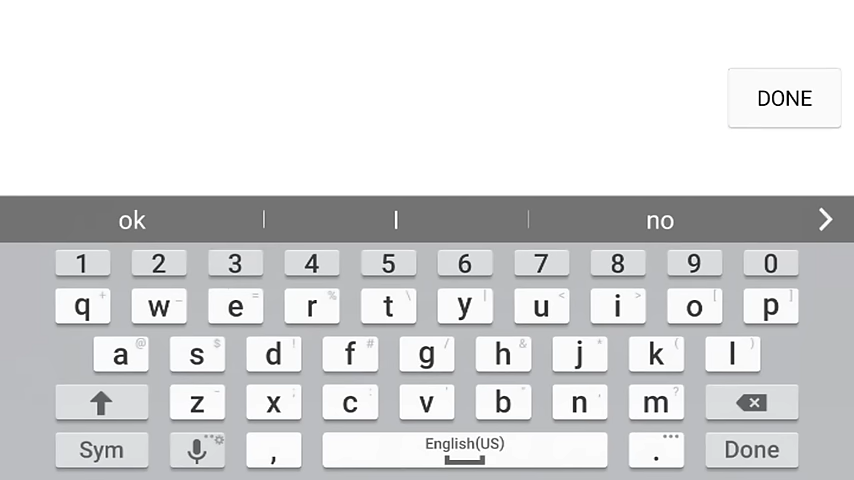 DONE
ok I no
1 2 3 4 5 6 7 8 9 0
q + w _ e = r % t \ y | u < i > o [ p ]
a @ s $ d ! f # g / h & j * k ( l )
z x c v b n m ?
Sym , English(US) . Done